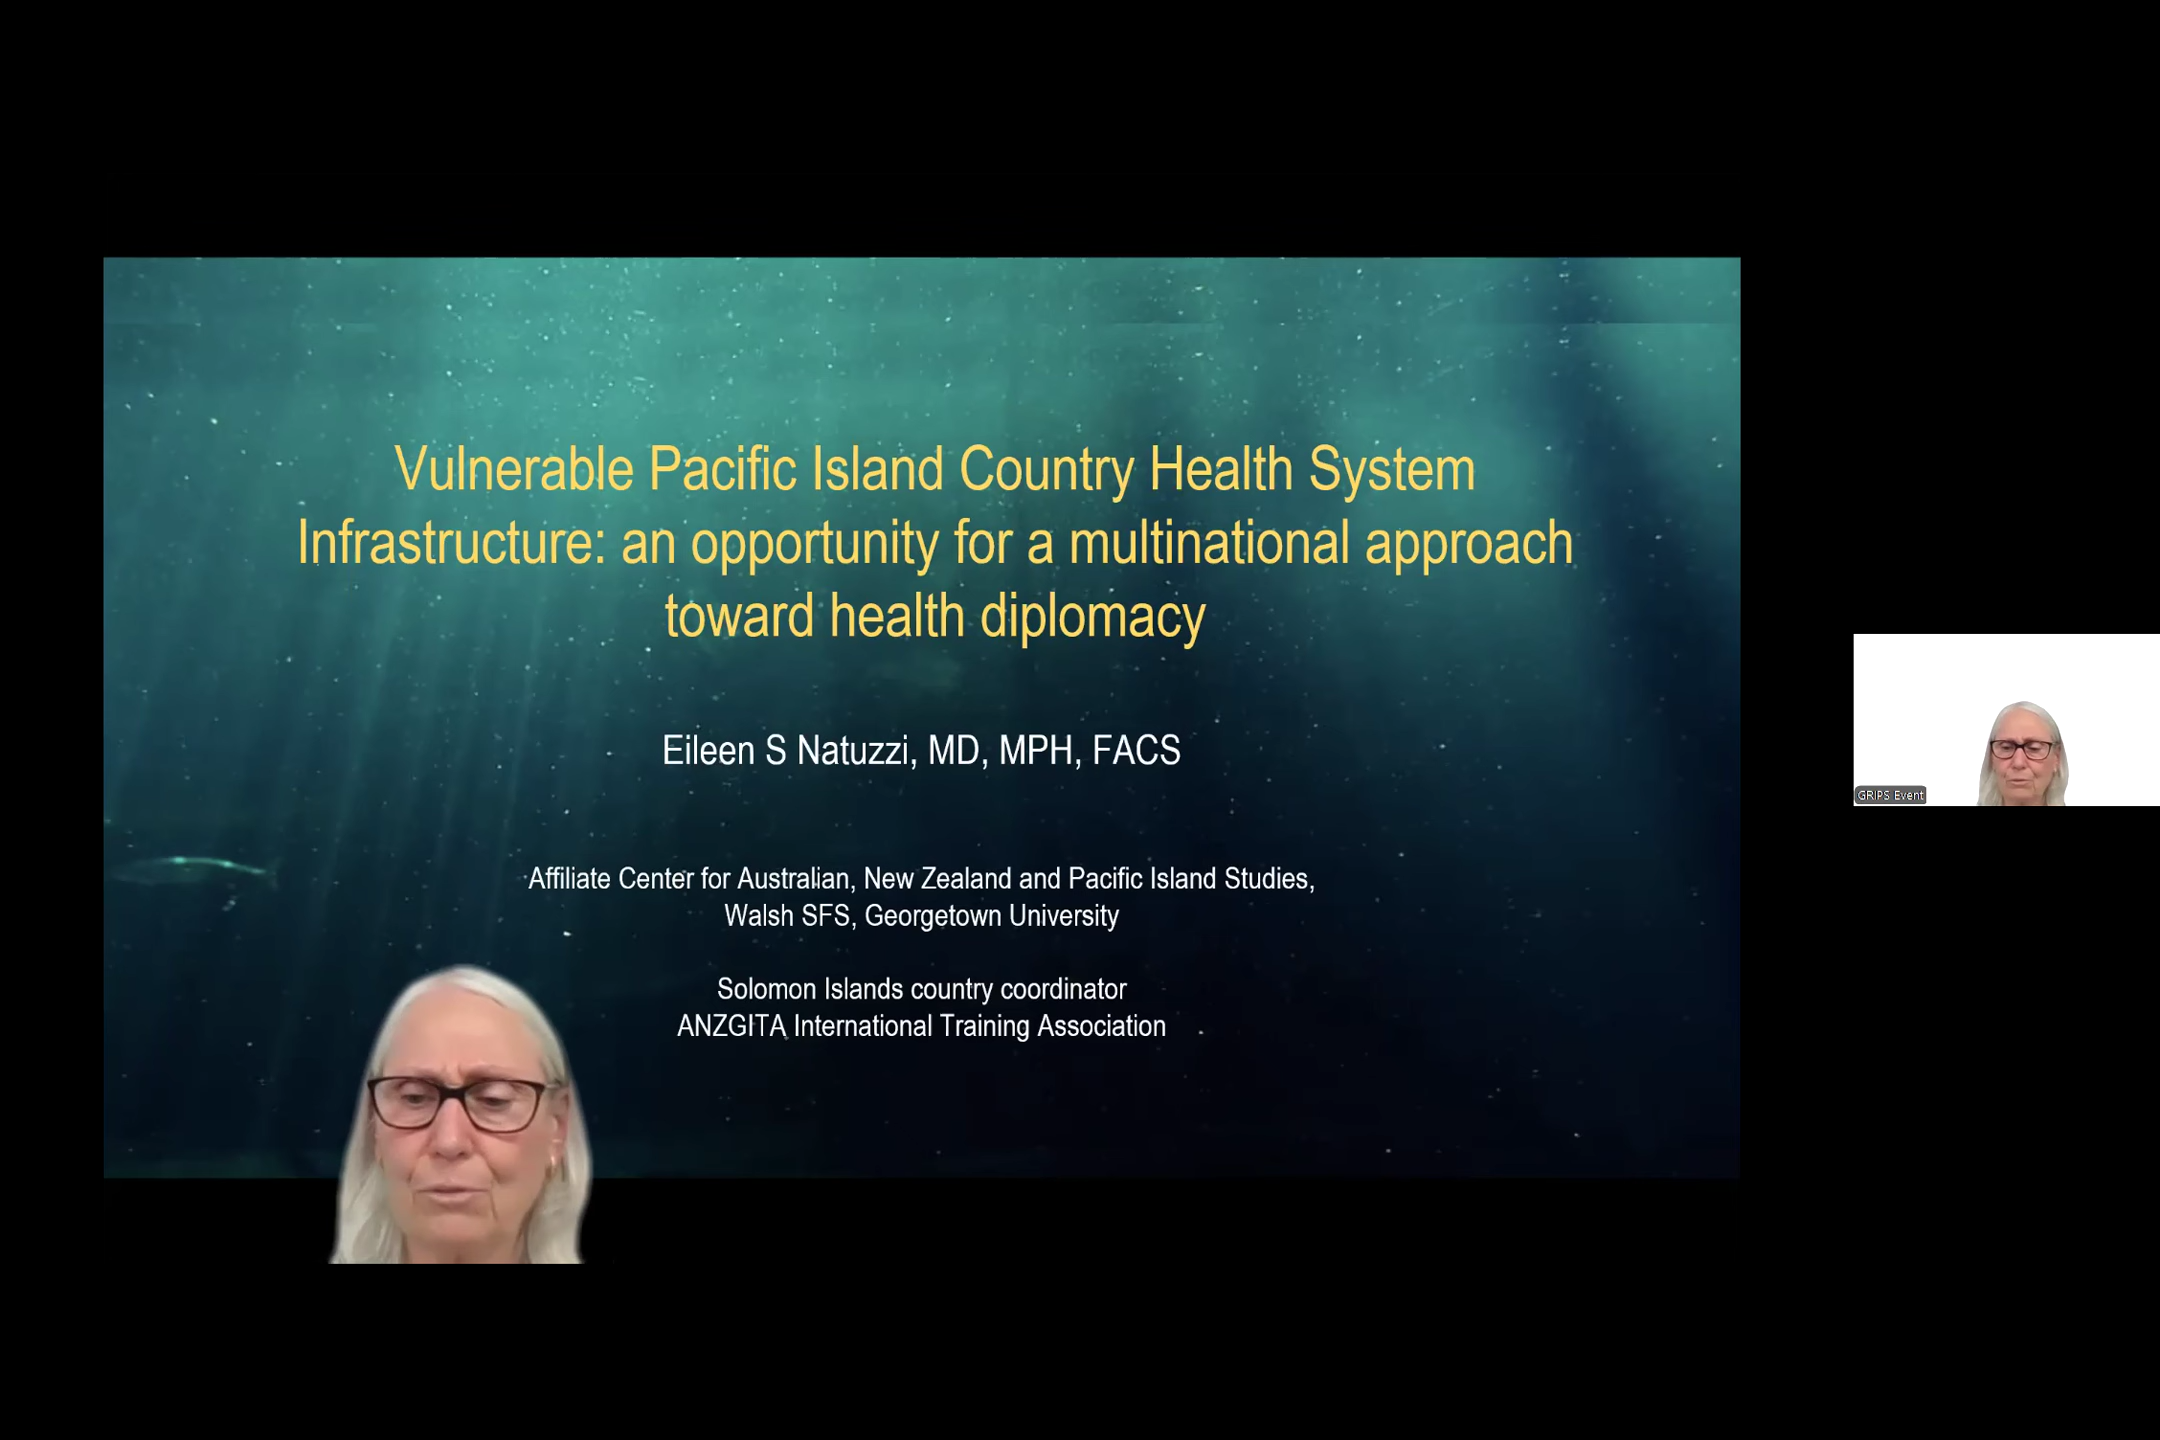 Vulnerable Pacific Island Country Health System
Infrastructure: an opportunity for a multinational approach
toward health diplomacy
Eileen S Natuzzi, MD, MPH, FACS
Affiliate Center for Australian, New Zealand and Pacific Island Studies,
Walsh SFS, Georgetown University
Solomon Islands country coordinator
ANZGITA International Training Association
GRIPS Event